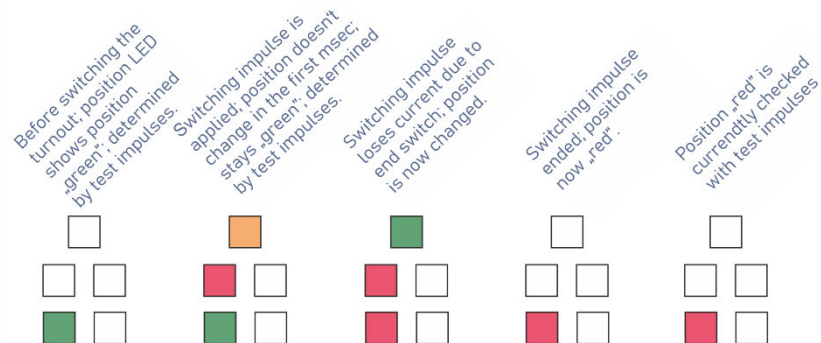 Before switching the
turnout; position LED
shows position
„green“; determined
by test impulses.
Switching impulse is
applied; position doesn't
change in the first msec;
stays „green“; determined
by test impulses.
Switching impulse
loses current due to
end switch; position
is now changed.
Switching impulse
ended; position is
now „red“.
Position „red“ is
currendtly checked
with test impulses